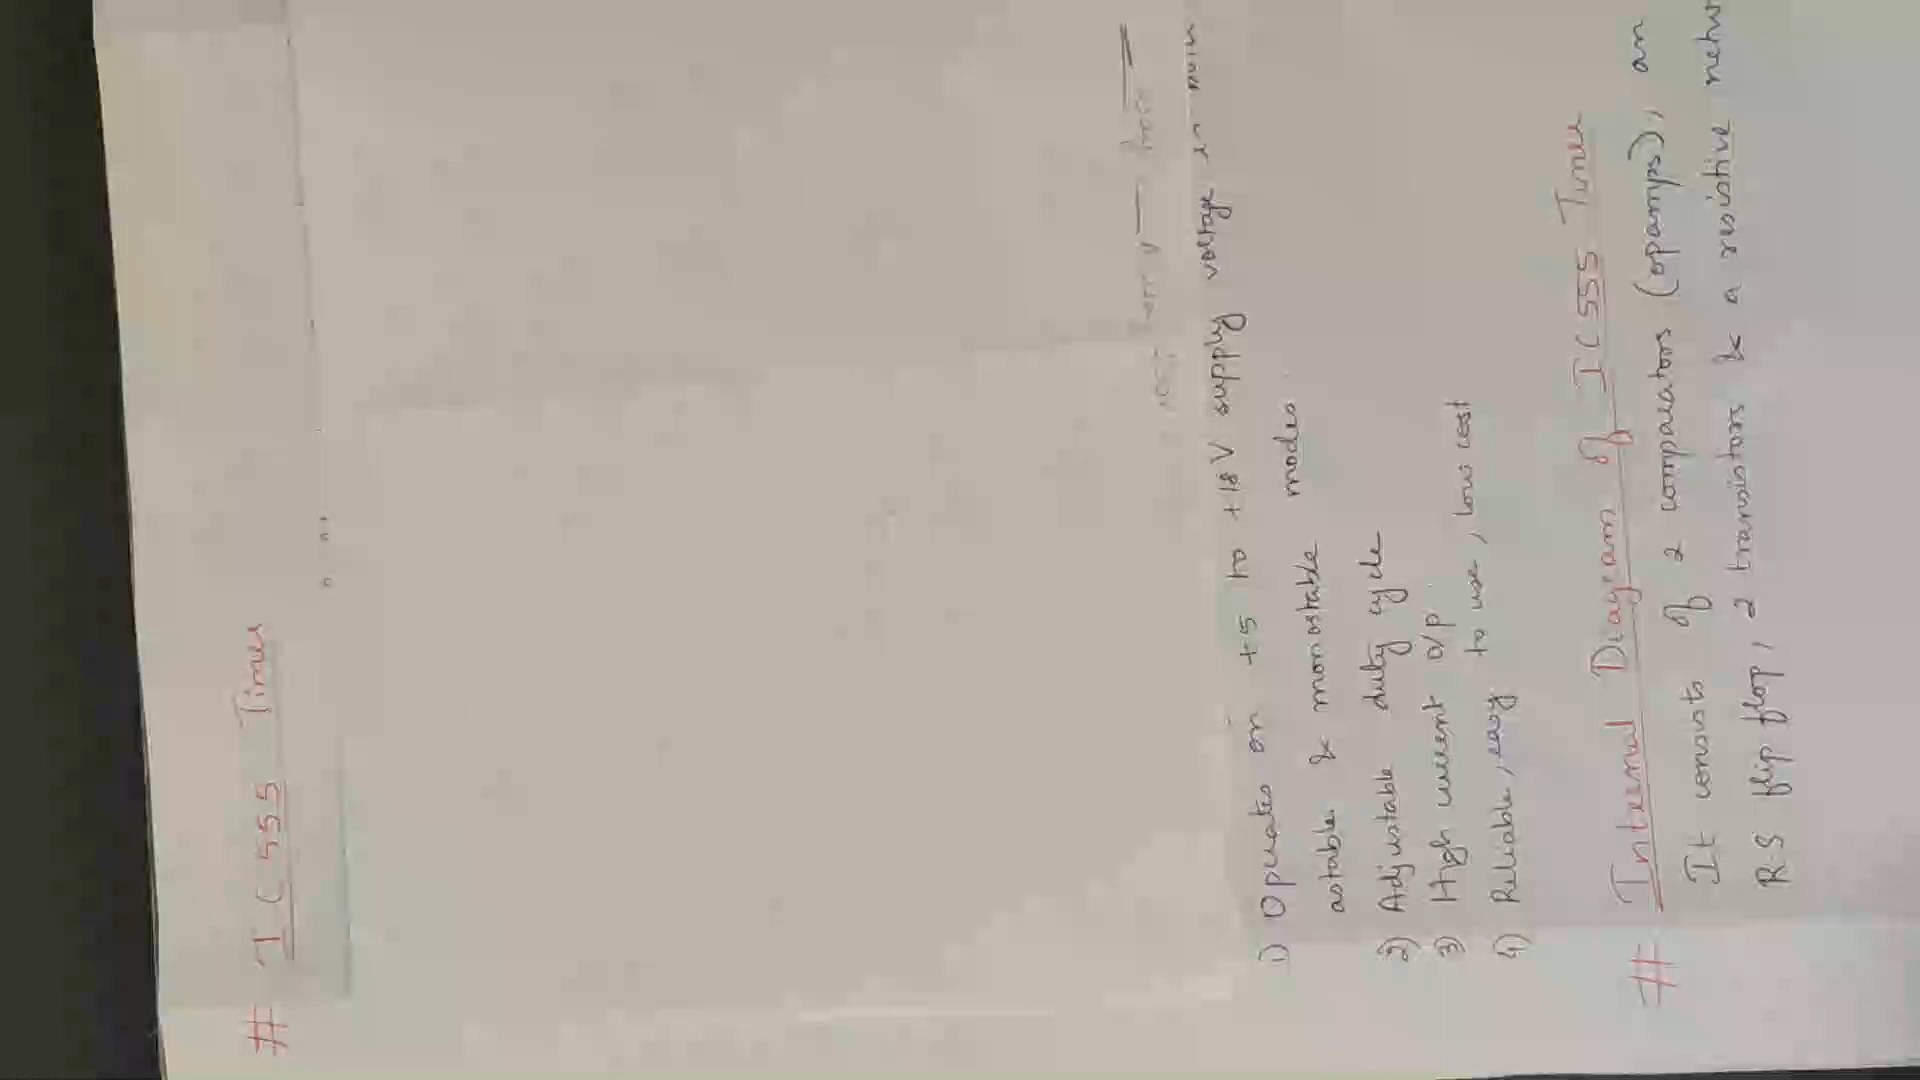 # IC 555 Timer
1) Operates on +5 to +18 V supply voltage in
astable & monostable modes.
2) Adjustable duty cycle
3) High current O/P.
4) Reliable, easy to use, low cost
# Internal Diagram of IC555 Timer
It consists of 2 comparators (opamps), an
R-S flip flop, 2 transistors & a resistive